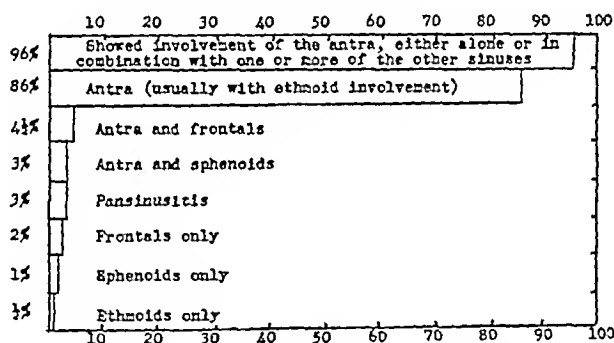 10 20 30 40 50 60 70 80 90 100
96% Showed involvement of the antra, either alone or in
combination with one or more of the other sinuses
86% Antra (usually with ethmoid involvement)
4½% Antra and frontals
3% Antra and sphenoids
3% Pansinusitis
2% Frontals only
1% Sphenoids only
½% Ethmoids only
10 20 30 40 50 60 70 80 90 100